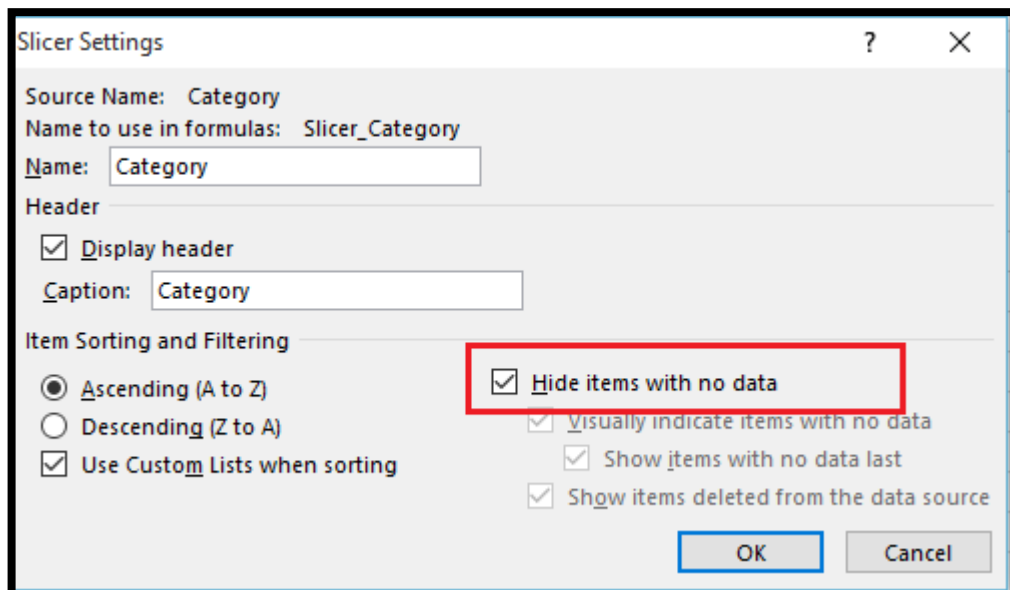 Slicer Settings
Source Name: Category
Name to use in formulas: Slicer_Category
Name: Category
Header
Display header
Caption: Category
Item Sorting and Filtering
Ascending (A to Z)
Descending (Z to A)
Use Custom Lists when sorting
Hide items with no data
Visually indicate items with no data
Show items with no data last
Show items deleted from the data source
OK Cancel